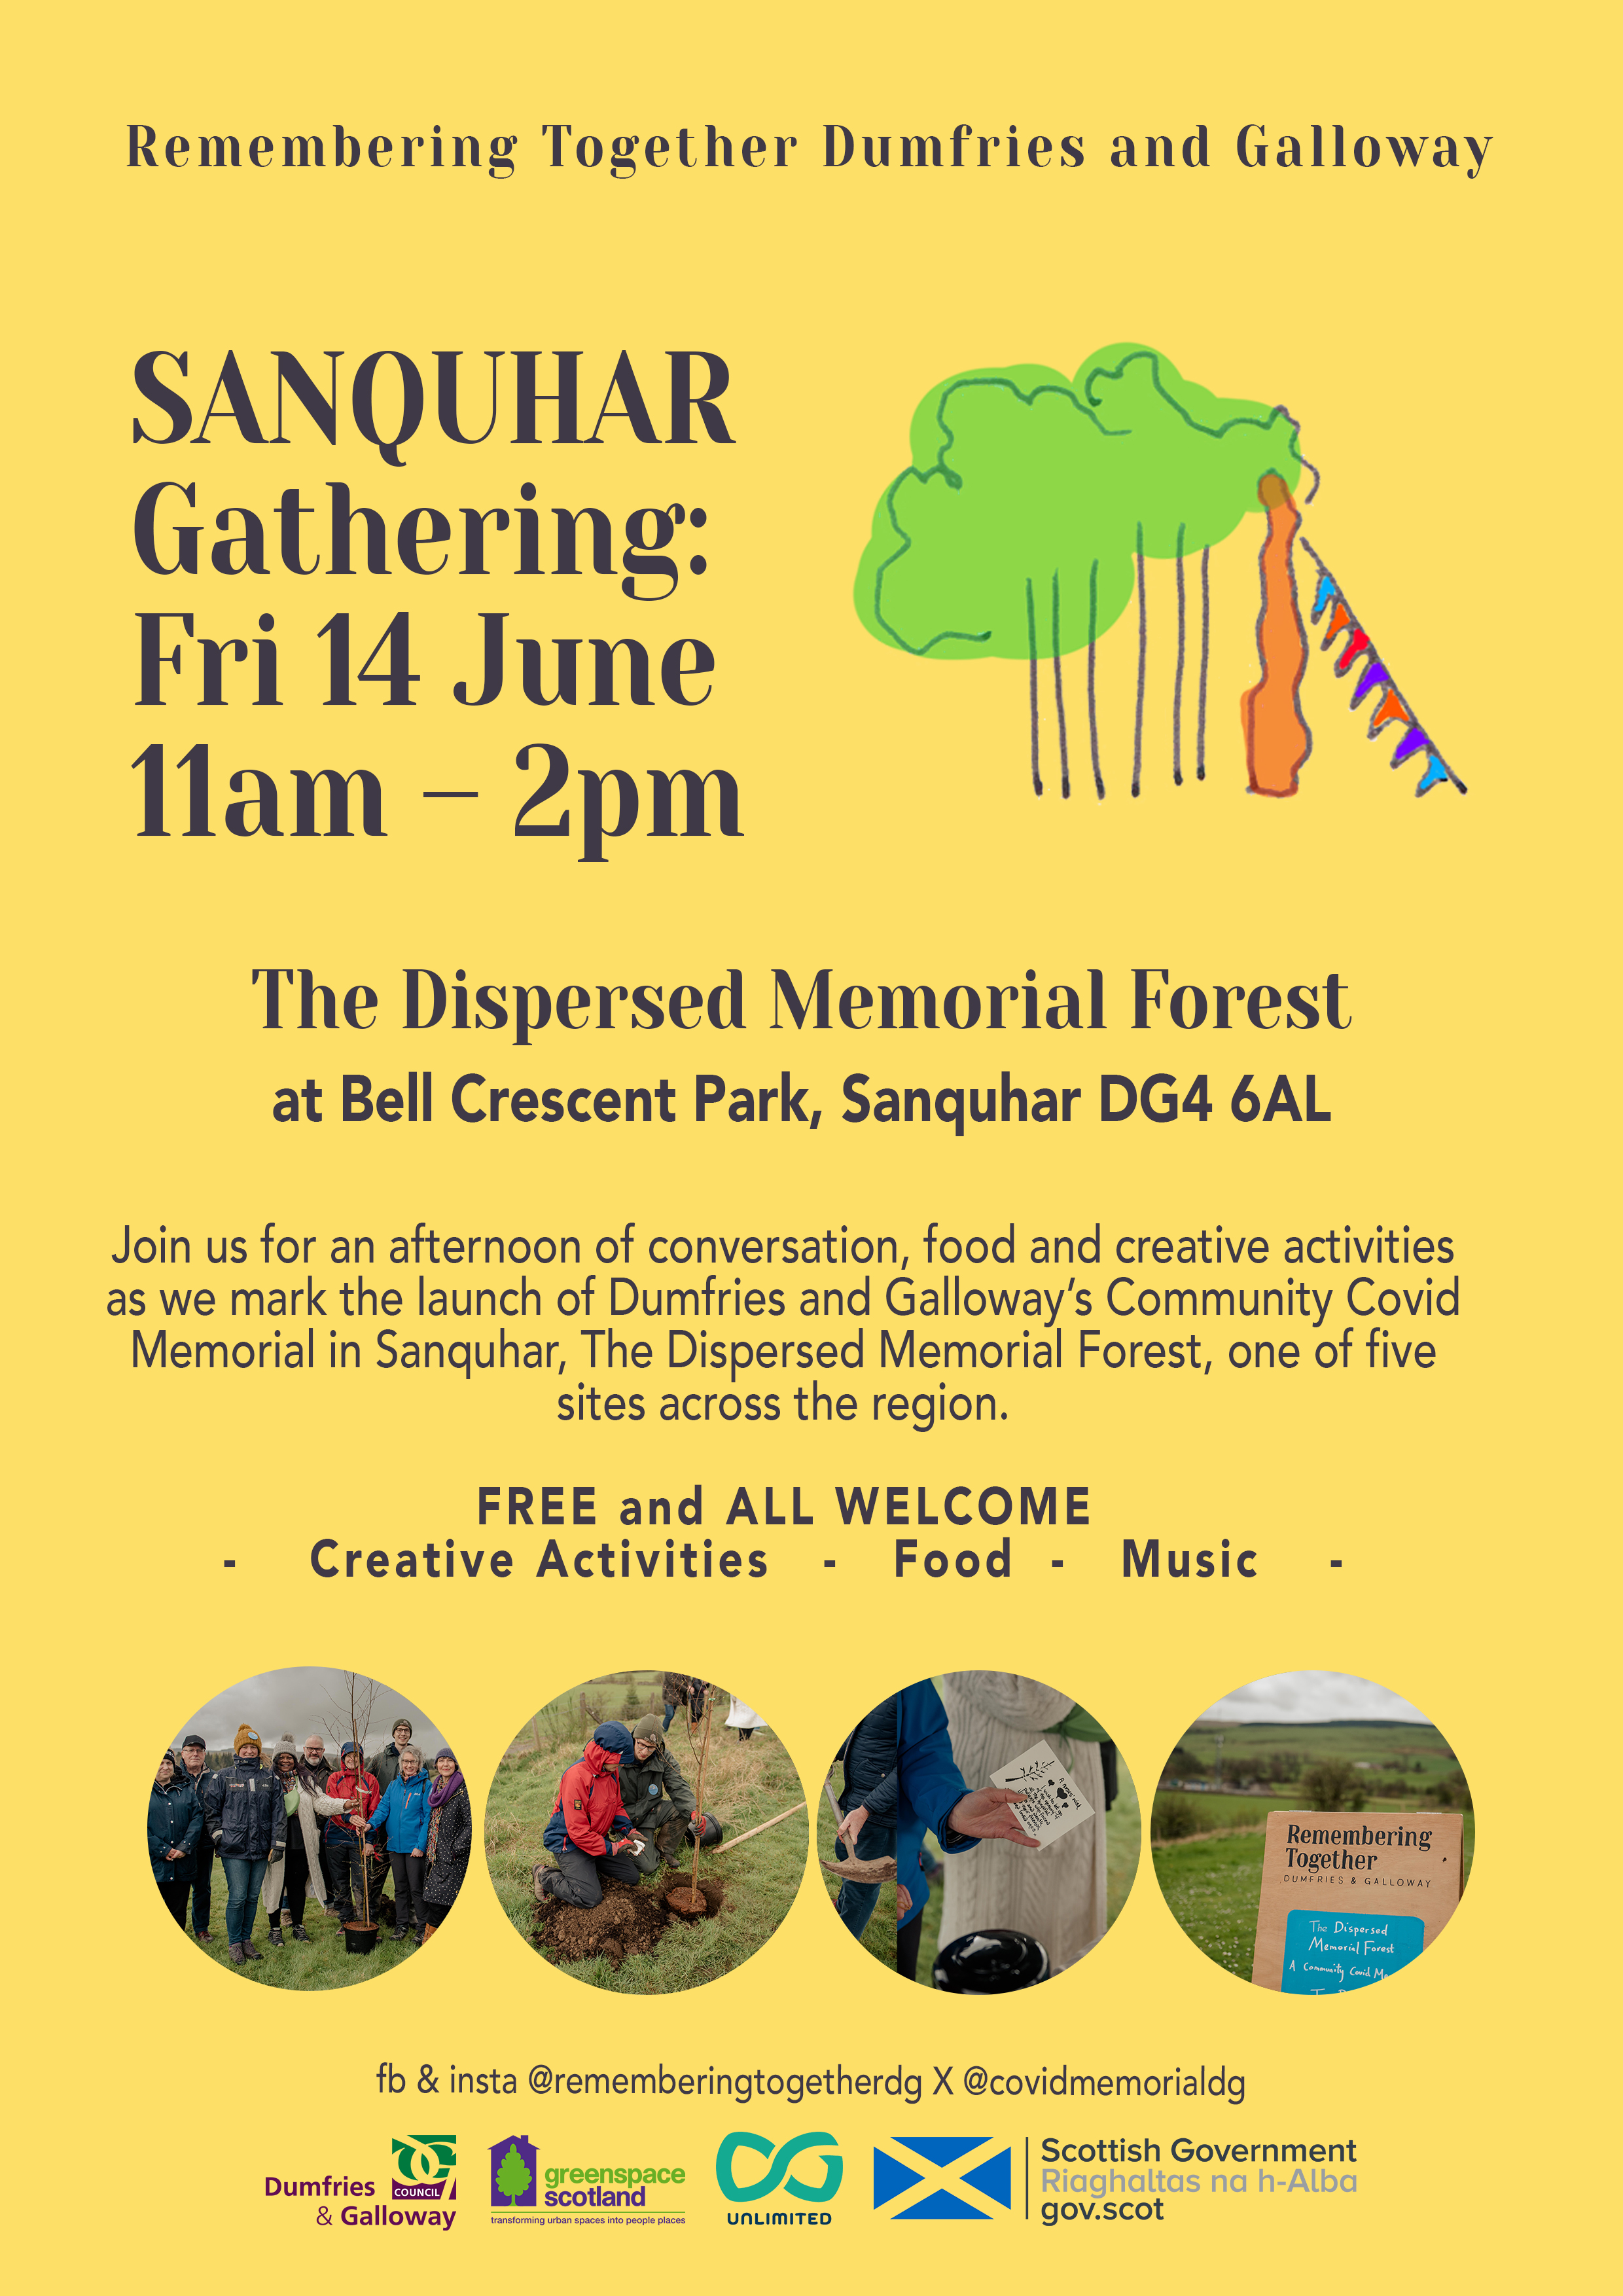 Remembering Together Dumfries and Galloway
SANQUHAR
Gathering:
Fri 14 June
11am – 2pm
The Dispersed Memorial Forest
at Bell Crescent Park, Sanquhar DG4 6AL
Join us for an afternoon of conversation, food and creative activities
as we mark the launch of Dumfries and Galloway’s Community Covid
Memorial in Sanquhar, The Dispersed Memorial Forest, one of five
sites across the region.
FREE and ALL WELCOME
- Creative Activities - Food - Music -
Remembering
Together
DUMFRIES & GALLOWAY
The Dispersed
Memorial Forest
A Community Covid
fb & insta @rememberingtogetherdg X @covidmemorialdg
Dumfries
COUNCIL
& Galloway
greenspace
scotland
transforming urban spaces into people places
UNLIMITED
Scottish Government
Riaghaltas na h-Alba
gov.scot